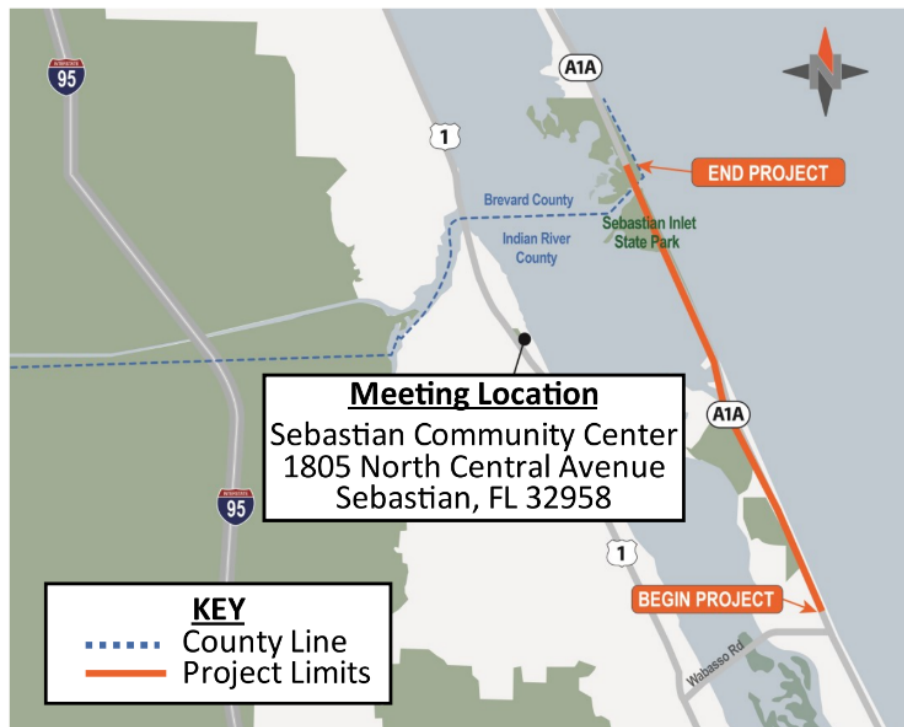 95
A1A
1
N
END PROJECT
Brevard County
Indian River
County
Sebastian Inlet
State Park
Meeting Location
Sebastian Community Center
1805 North Central Avenue
Sebastian, FL 32958
A1A
95
1
BEGIN PROJECT
Wabasso Rd
KEY
County Line
Project Limits